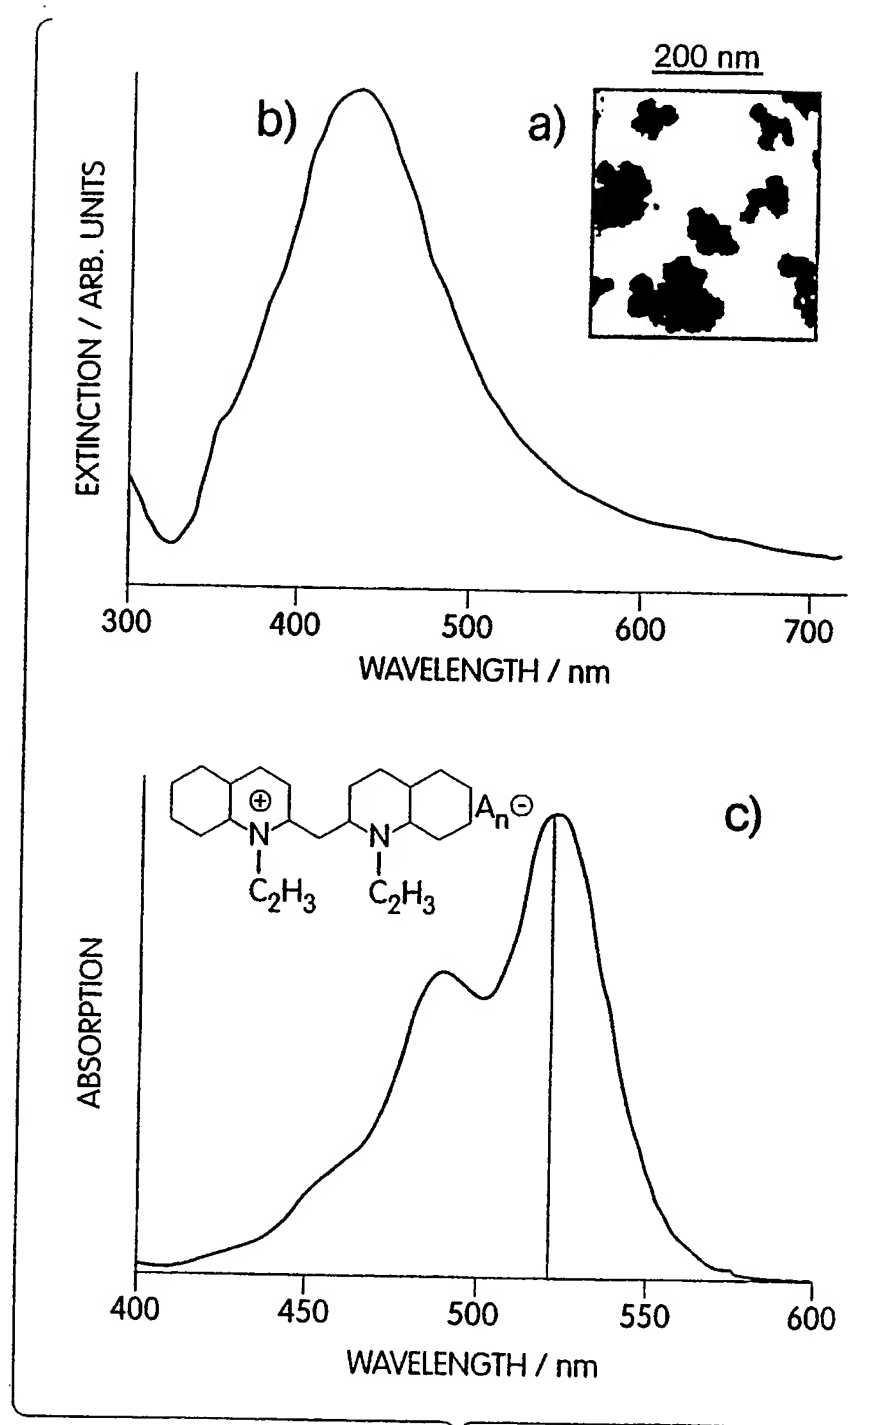 200 nm
b)
a)
EXTINCTION / ARB. UNITS
300 400 500 600 700
WAVELENGTH / nm
c)
⊕
N N
C₂H₃ C₂H₃
Aₙ⊖
ABSORPTION
400 450 500 550 600
WAVELENGTH / nm